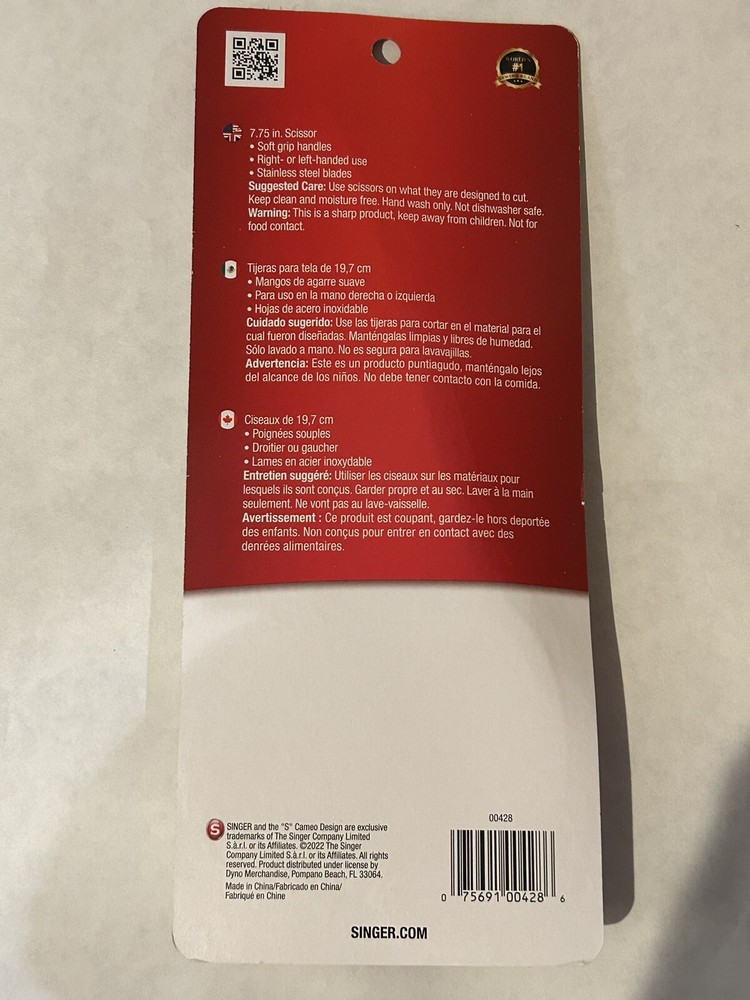 WORLD'S
#1
7.75 in. Scissor
• Soft grip handles
• Right- or left-handed use
• Stainless steel blades
Suggested Care: Use scissors on what they are designed to cut.
Keep clean and moisture free. Hand wash only. Not dishwasher safe.
Warning: This is a sharp product, keep away from children. Not for
food contact.
Tijeras para tela de 19,7 cm
• Mangos de agarre suave
• Para uso en la mano derecha o izquierda
• Hojas de acero inoxidable
Cuidado sugerido: Use las tijeras para cortar en el material para el
cual fueron diseñadas. Manténgalas limpias y libres de humedad.
Sólo lavado a mano. No es segura para lavavajillas.
Advertencia: Este es un producto puntiagudo, manténgalo lejos
del alcance de los niños. No debe tener contacto con la comida.
Ciseaux de 19,7 cm
• Poignées souples
• Droitier ou gaucher
• Lames en acier inoxydable
Entretien suggéré: Utiliser les ciseaux sur les matériaux pour
lesquels ils sont conçus. Garder propre et au sec. Laver à la main
seulement. Ne vont pas au lave-vaisselle.
Avertissement : Ce produit est coupant, gardez-le hors deportée
des enfants. Non conçus pour entrer en contact avec des
denrées alimentaires.
S
SINGER and the "S" Cameo Design are exclusive
trademarks of The Singer Company Limited
S.à.r.l. or its Affiliates. ©2022 The Singer
Company Limited S.à.r.l. or its Affiliates. All rights
reserved. Product distributed under license by
Dyno Merchandise, Pompano Beach, FL 33064.
Made in China/Fabricado en China/
Fabriqué en Chine
00428
0 75691 00428 6
SINGER.COM